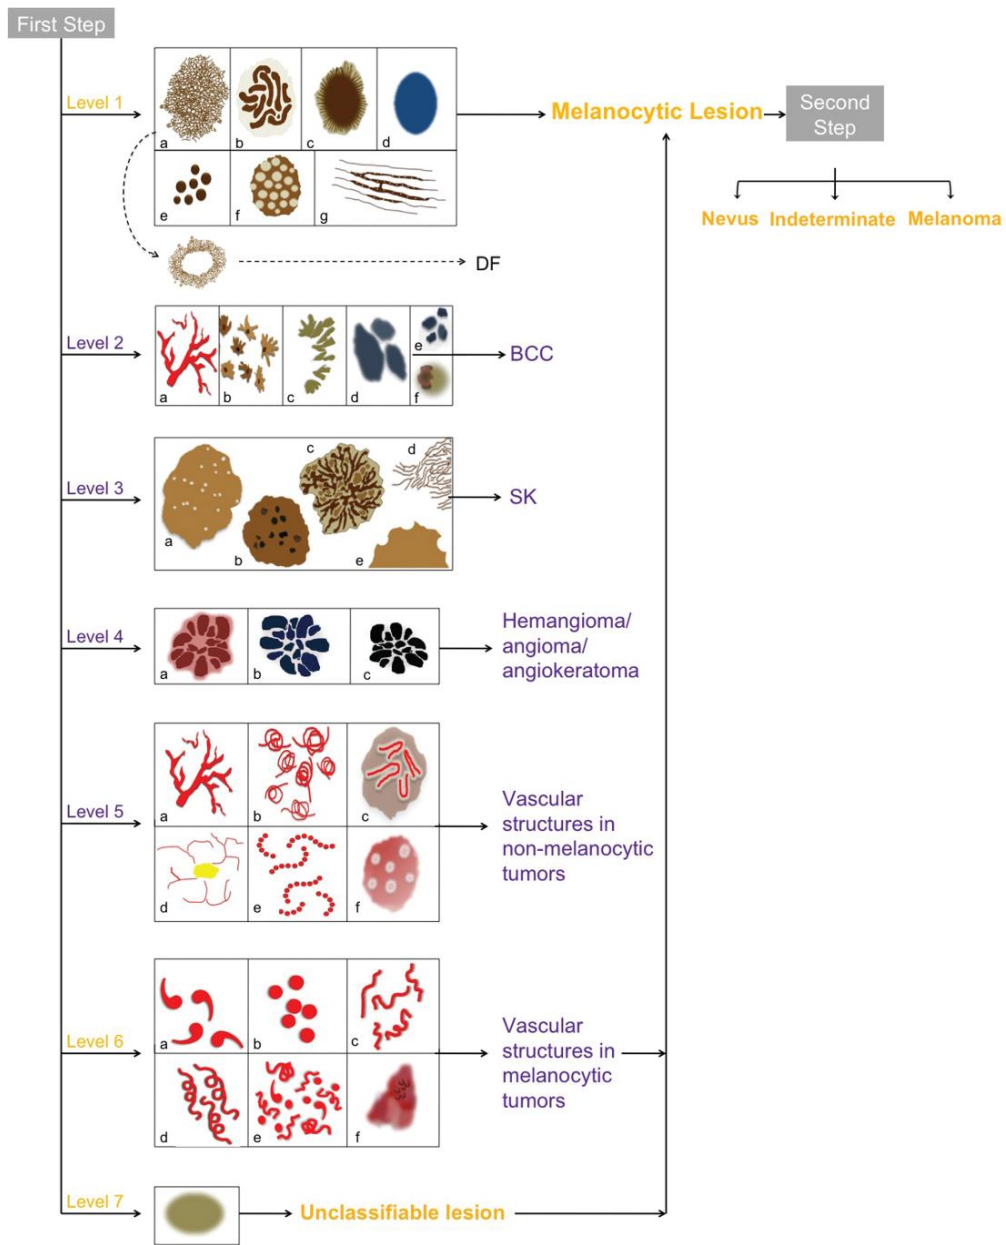 First Step
Level 1
a
b
c
d
e
f
g
Melanocytic Lesion
Second
Step
Nevus
Indeterminate
Melanoma
DF
Level 2
a
b
c
d
e
f
BCC
Level 3
a
b
c
d
e
SK
Level 4
a
b
c
Hemangioma/
angioma/
angiokeratoma
Level 5
a
b
c
d
e
f
Vascular
structures in
non-melanocytic
tumors
Level 6
a
b
c
d
e
f
Vascular
structures in
melanocytic
tumors
Level 7
Unclassifiable lesion